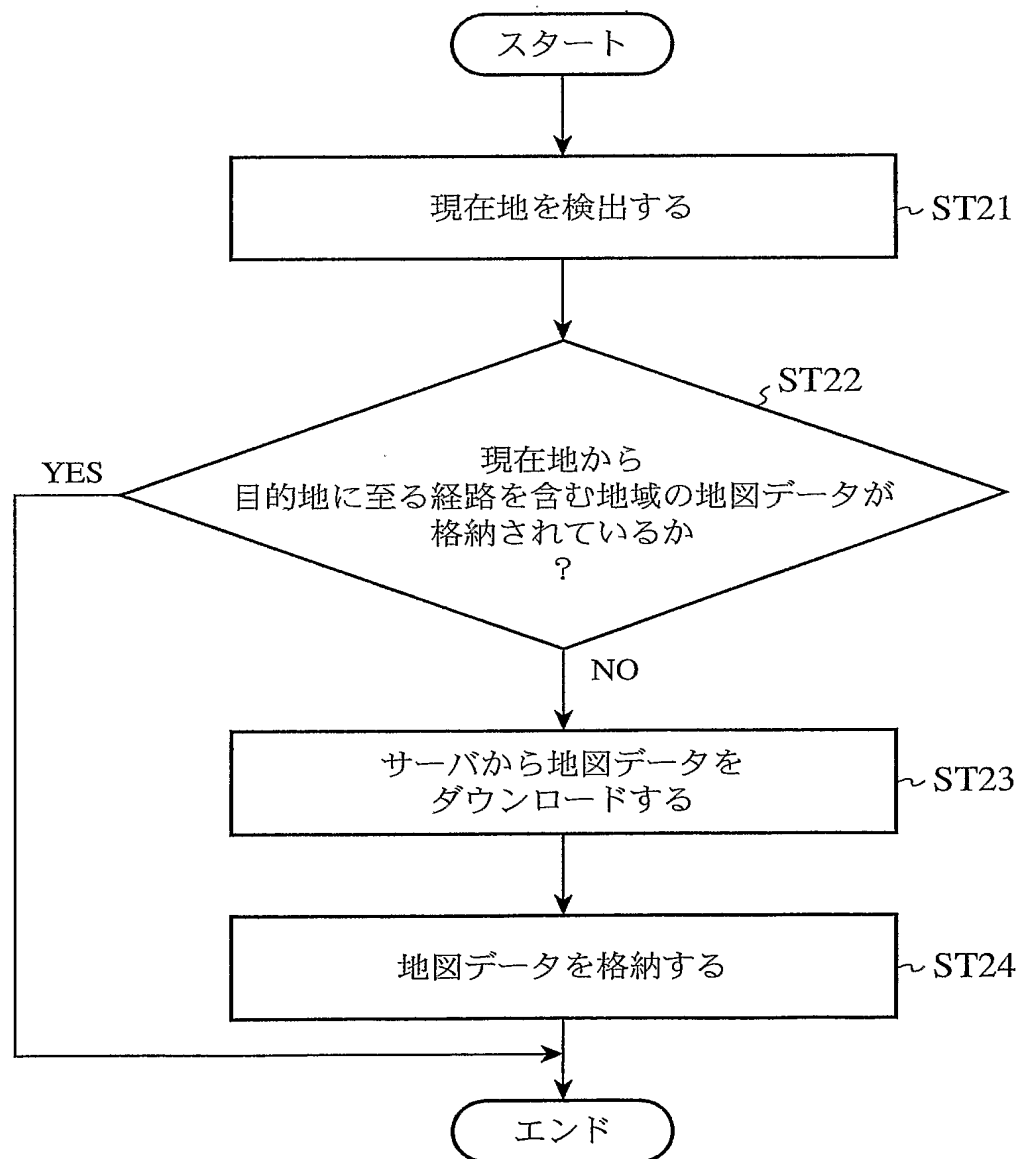 スタート
現在地を検出する
ST21
ST22
現在地から
目的地に至る経路を含む地域の地図データが
格納されているか
?
YES
NO
サーバから地図データを
ダウンロードする
ST23
地図データを格納する
ST24
エンド